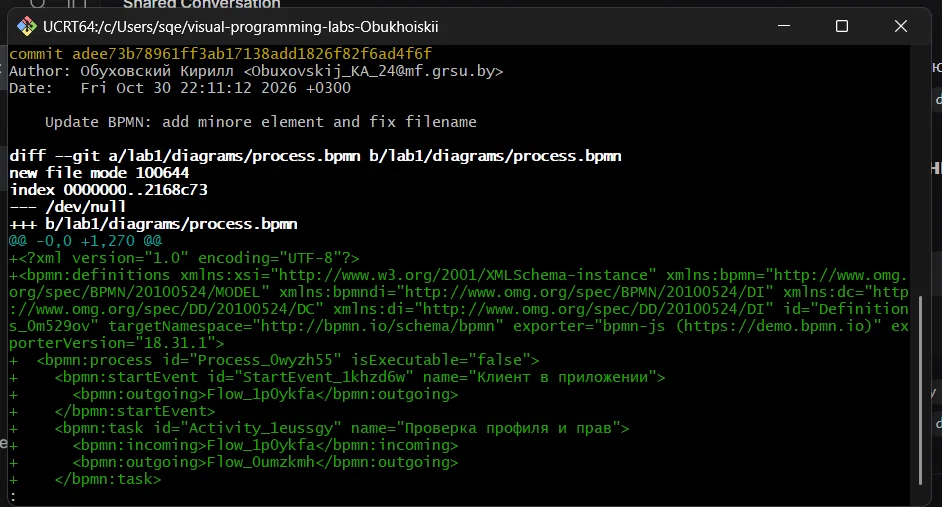 Shared Conversation
UCRT64:/c/Users/sqe/visual-programming-labs-Obukhoiskii
commit adee73b78961ff3ab17138add1826f82f6ad4f6f
Author: Обуховский Кирилл <Obuxovskij_KA_24@mf.grsu.by>
Date:   Fri Oct 30 22:11:12 2026 +0300
    Update BPMN: add minore element and fix filename
diff --git a/lab1/diagrams/process.bpmn b/lab1/diagrams/process.bpmn
new file mode 100644
index 0000000..2168c73
--- /dev/null
+++ b/lab1/diagrams/process.bpmn
@@ -0,0 +1,270 @@
+<?xml version="1.0" encoding="UTF-8"?>
+<bpmn:definitions xmlns:xsi="http://www.w3.org/2001/XMLSchema-instance" xmlns:bpmn="http://www.omg.
org/spec/BPMN/20100524/MODEL" xmlns:bpmndi="http://www.omg.org/spec/BPMN/20100524/DI" xmlns:dc="http
://www.omg.org/spec/DD/20100524/DC" xmlns:di="http://www.omg.org/spec/DD/20100524/DI" id="Definition
s_0m529ov" targetNamespace="http://bpmn.io/schema/bpmn" exporter="bpmn-js (https://demo.bpmn.io)" ex
porterVersion="18.31.1">
+  <bpmn:process id="Process_0wyzh55" isExecutable="false">
+    <bpmn:startEvent id="StartEvent_1khzd6w" name="Клиент в приложении">
+      <bpmn:outgoing>Flow_1p0ykfa</bpmn:outgoing>
+    </bpmn:startEvent>
+    <bpmn:task id="Activity_1eussgy" name="Проверка профиля и прав">
+      <bpmn:incoming>Flow_1p0ykfa</bpmn:incoming>
+      <bpmn:outgoing>Flow_0umzkmh</bpmn:outgoing>
+    </bpmn:task>
: